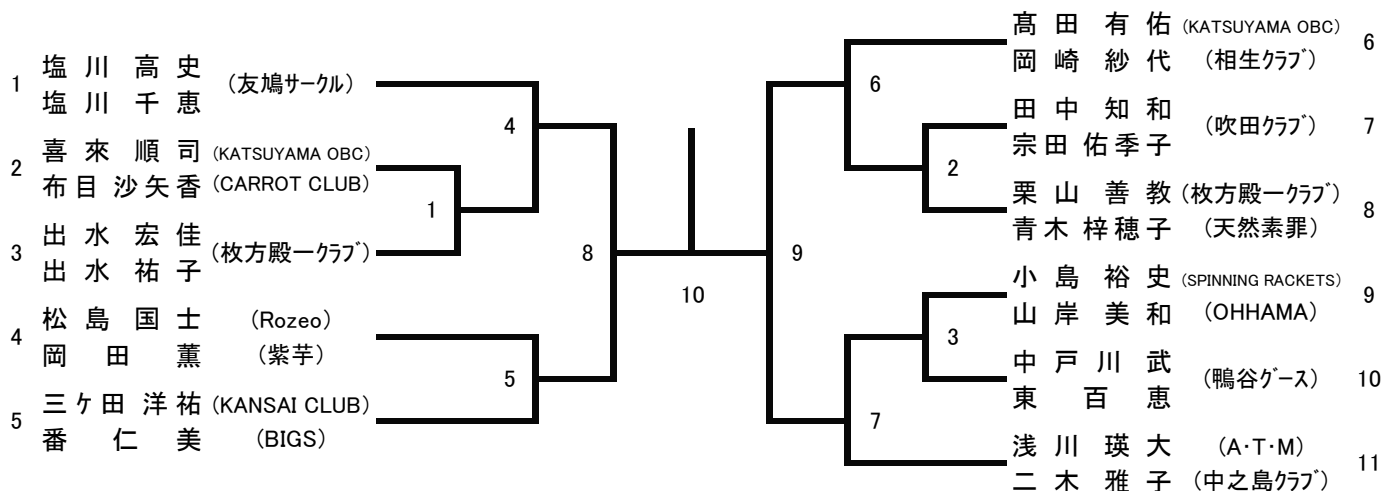 1 塩川 高史 (友鳩サークル)
塩川 千恵
2 喜來 順司 (KATSUYAMA OBC)
布目 沙矢香 (CARROT CLUB)
3 出水 宏佳 (枚方殿一クラブ)
出水 祐子
4 松島 国士 (Rozeo)
岡田 薫 (紫芋)
5 三ケ田 洋祐 (KANSAI CLUB)
番 仁美 (BIGS)
4
1
8
5
10
9
6
2
3
7
髙田 有佑 (KATSUYAMA OBC) 6
岡崎 紗代 (相生クラブ)
田中 知和 (吹田クラブ) 7
宗田 佑季子
栗山 善教 (枚方殿一クラブ) 8
青木 梓穂子 (天然素罪)
小島 裕史 (SPINNING RACKETS) 9
山岸 美和 (OHHAMA)
中戸川 武 (鴨谷グース) 10
東 百恵
浅川 瑛大 (A・T・M) 11
二木 雅子 (中之島クラブ)